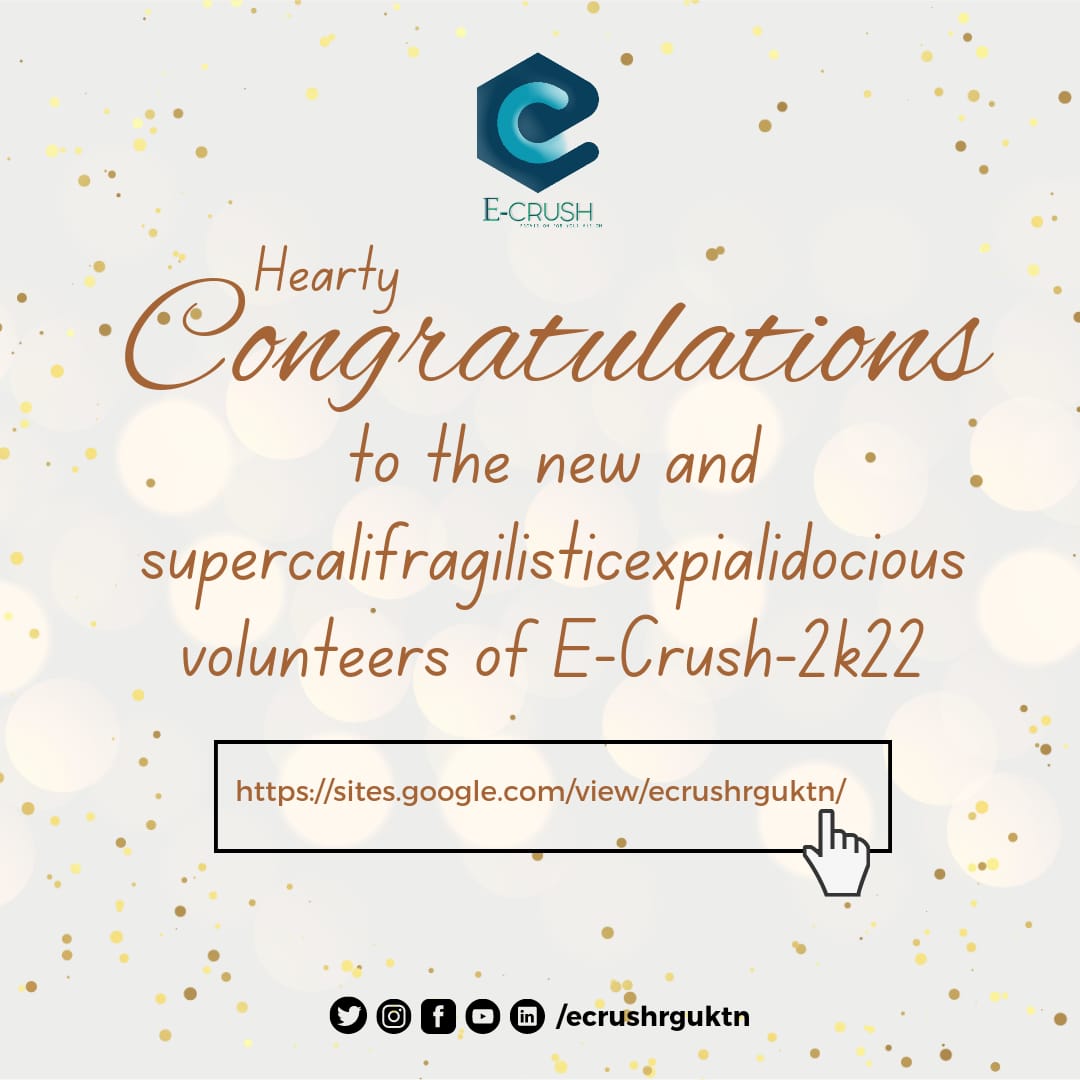 E-CRUSH
Hearty
Congratulations
to the new and
supercalifragilisticexpialidocious
volunteers of E-Crush-2k22
https://sites.google.com/view/ecrushrguktn/
/ecrushrguktn